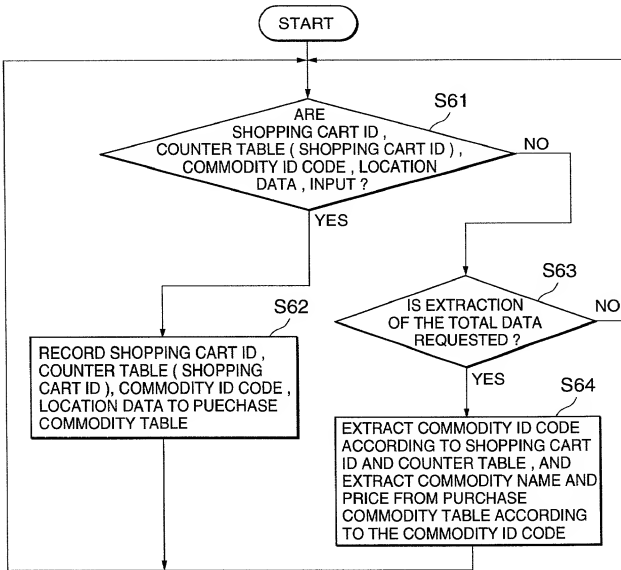 START
S61
ARE
SHOPPING CART ID ,
COUNTER TABLE ( SHOPPING CART ID ) ,
COMMODITY ID CODE , LOCATION
DATA , INPUT ?
NO
YES
S62
RECORD SHOPPING CART ID ,
COUNTER TABLE ( SHOPPING
CART ID ), COMMODITY ID CODE ,
LOCATION DATA TO PUECHASE
COMMODITY TABLE
S63
IS EXTRACTION
OF THE TOTAL DATA
REQUESTED ?
NO
YES
S64
EXTRACT COMMODITY ID CODE
ACCORDING TO SHOPPING CART
ID AND COUNTER TABLE , AND
EXTRACT COMMODITY NAME AND
PRICE FROM PURCHASE
COMMODITY TABLE ACCORDING
TO THE COMMODITY ID CODE